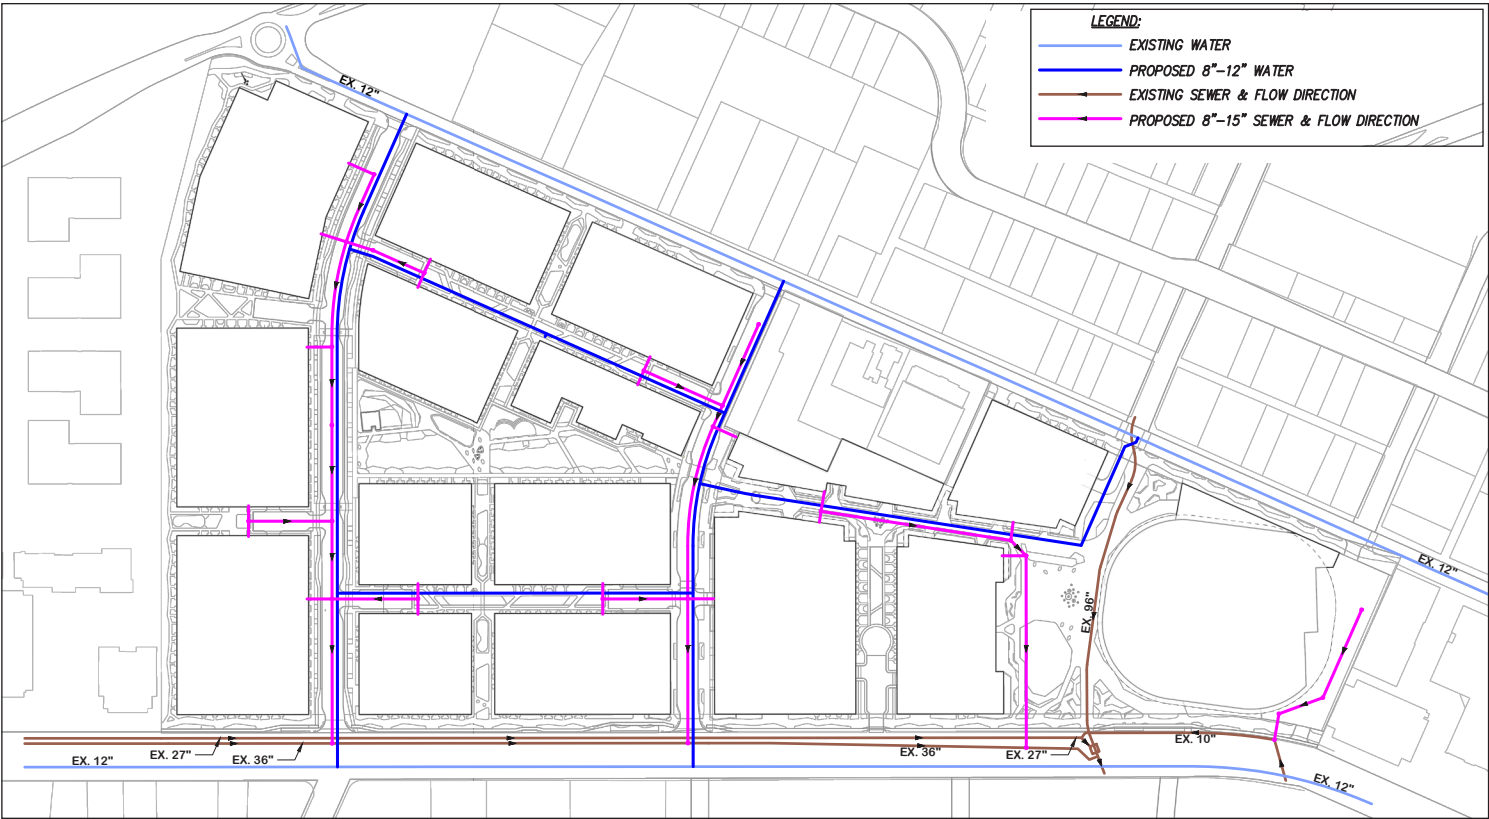 LEGEND:
EXISTING WATER
PROPOSED 8"-12" WATER
EXISTING SEWER & FLOW DIRECTION
PROPOSED 8"-15" SEWER & FLOW DIRECTION
EX. 12"
EX. 12"
EX. 96"
EX. 12"
EX. 27"
EX. 36"
EX. 36"
EX. 27"
EX. 10"
EX. 12"